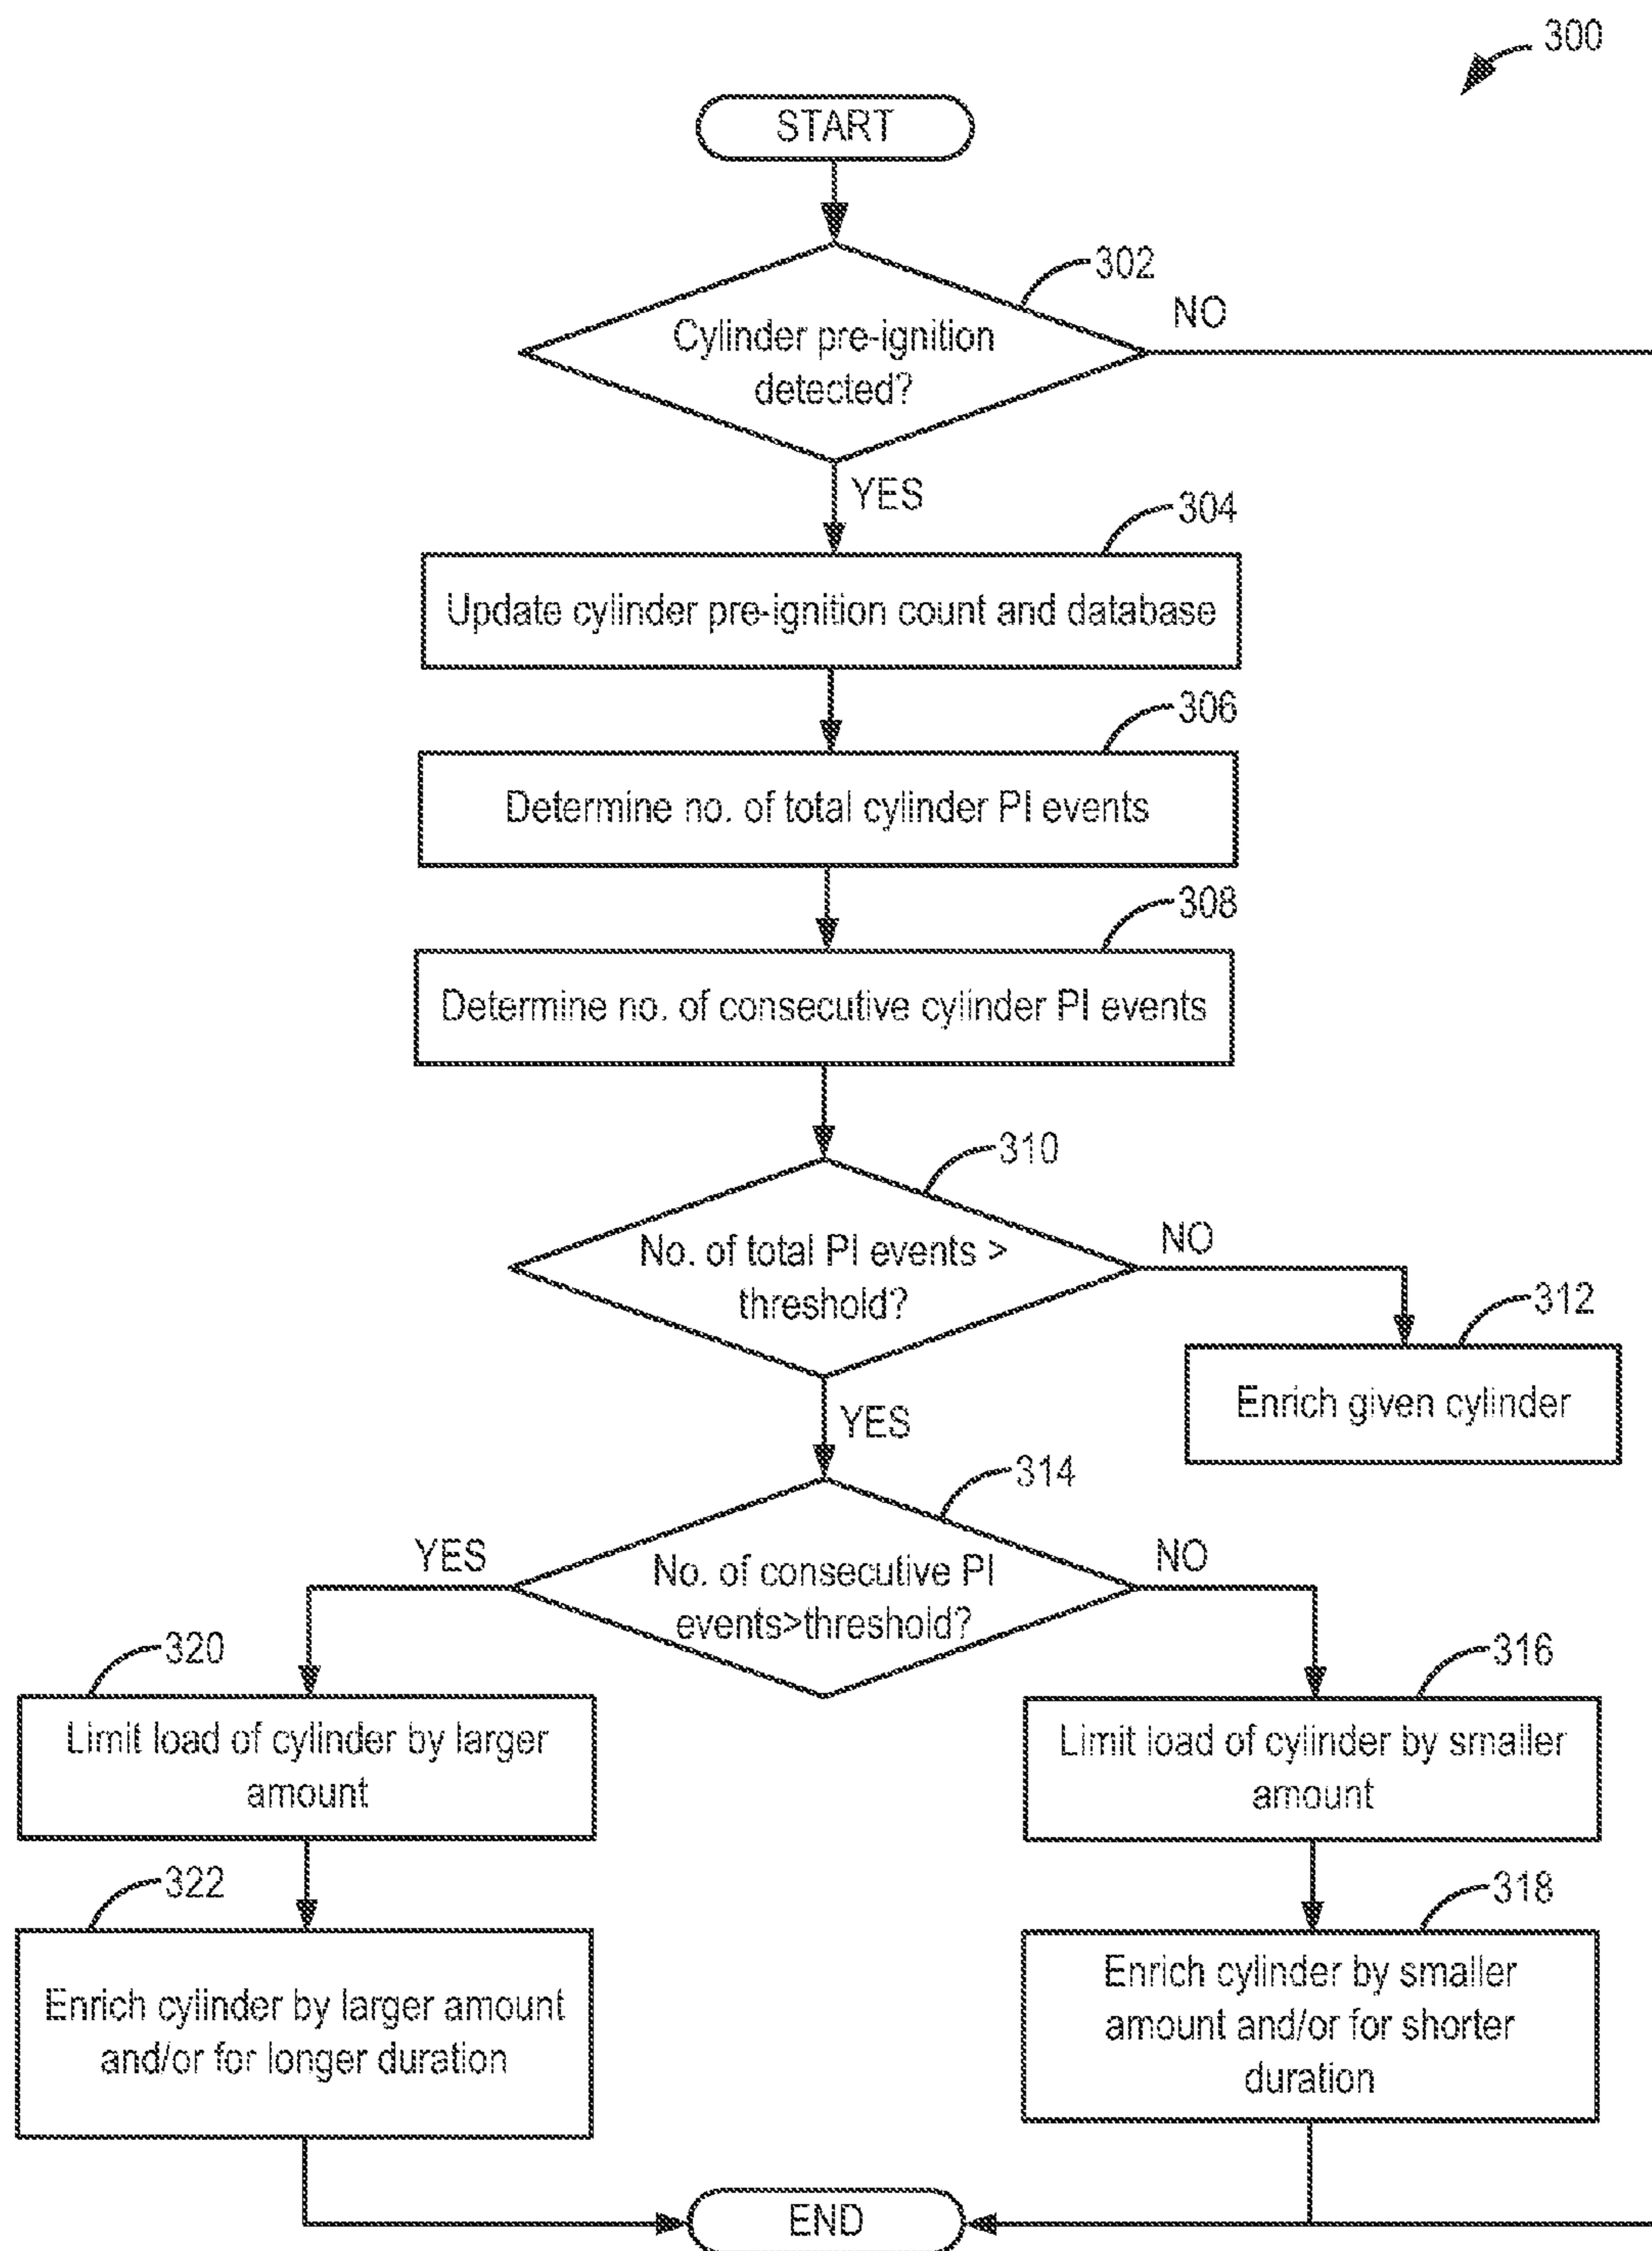 300
START
302
Cylinder pre-ignition
detected?
NO
YES
304
Update cylinder pre-ignition count and database
306
Determine no. of total cylinder PI events
308
Determine no. of consecutive cylinder PI events
310
No. of total PI events >
threshold?
NO
312
Enrich given cylinder
YES
314
No. of consecutive PI
events>threshold?
YES
NO
320
Limit load of cylinder by larger
amount
316
Limit load of cylinder by smaller
amount
322
Enrich cylinder by larger amount
and/or for longer duration
318
Enrich cylinder by smaller
amount and/or for shorter
duration
END